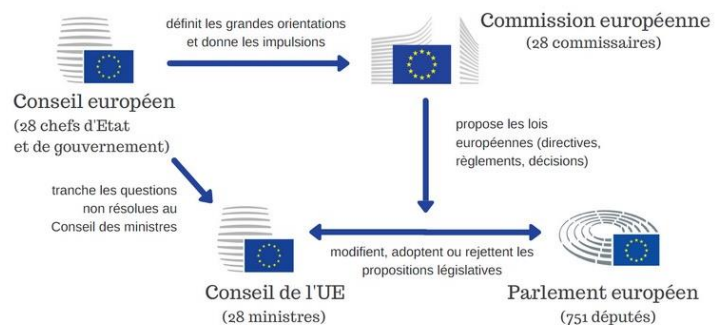 définit les grandes orientations
et donne les impulsions
Commission européenne
(28 commissaires)
Conseil européen
(28 chefs d'Etat
et de gouvernement)
propose les lois
européennes (directives,
règlements, décisions)
tranche les questions
non résolues au
Conseil des ministres
modifient, adoptent ou rejettent les
propositions législatives
Conseil de l'UE
(28 ministres)
Parlement européen
(751 députés)